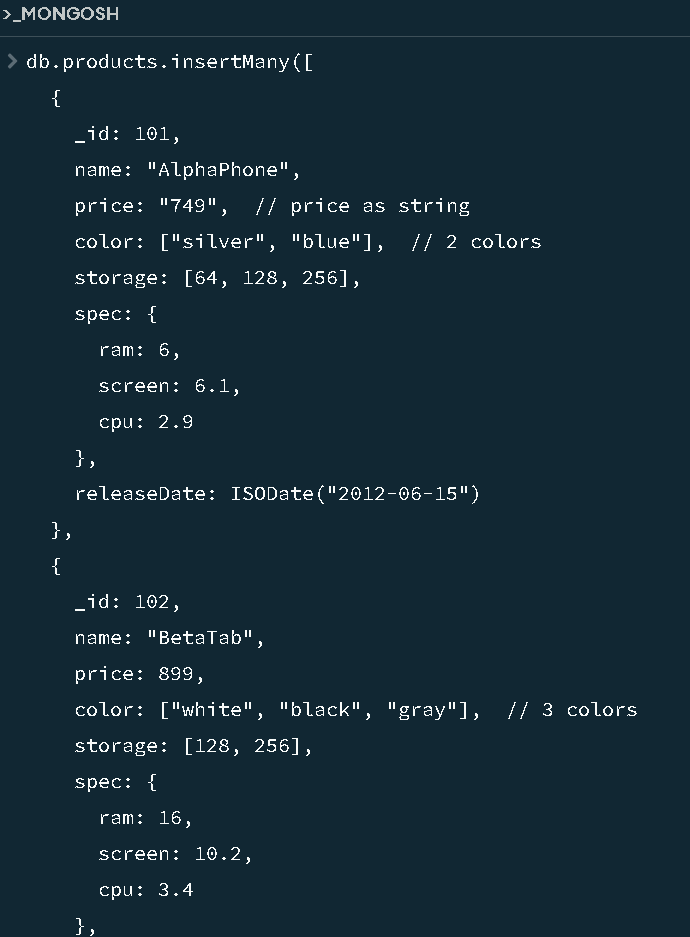 >_MONGOSH
> db.products.insertMany([
{
_id: 101,
name: "AlphaPhone",
price: "749",  // price as string
color: ["silver", "blue"],  // 2 colors
storage: [64, 128, 256],
spec: {
ram: 6,
screen: 6.1,
cpu: 2.9
},
releaseDate: ISODate("2012-06-15")
},
{
_id: 102,
name: "BetaTab",
price: 899,
color: ["white", "black", "gray"],  // 3 colors
storage: [128, 256],
spec: {
ram: 16,
screen: 10.2,
cpu: 3.4
},